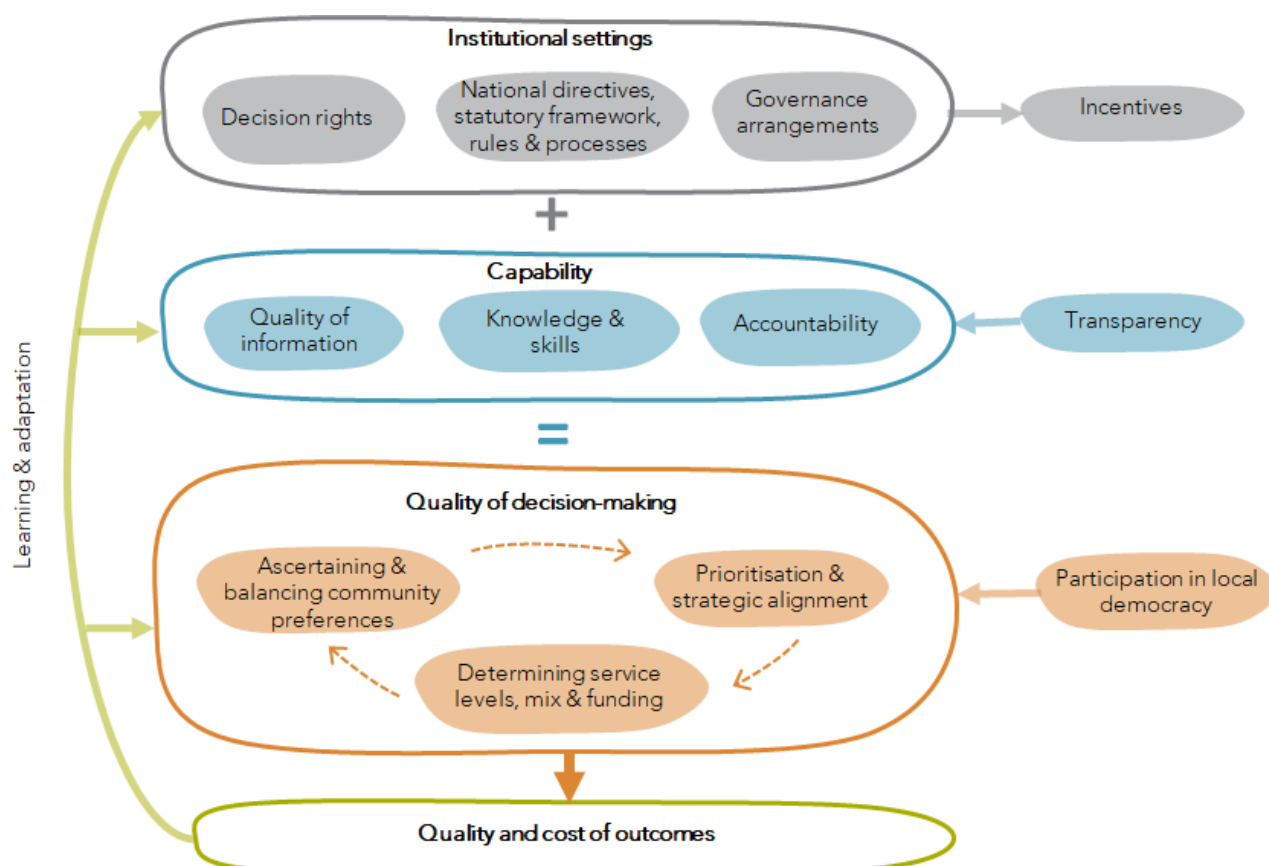 Institutional settings
Decision rights
National directives,
statutory framework,
rules & processes
Governance
arrangements
Incentives
+
Capability
Quality of
information
Knowledge &
skills
Accountability
Transparency
=
Learning & adaptation
Quality of decision-making
Ascertaining &
balancing community
preferences
Prioritisation &
strategic alignment
Determining service
levels, mix & funding
Participation in local
democracy
Quality and cost of outcomes